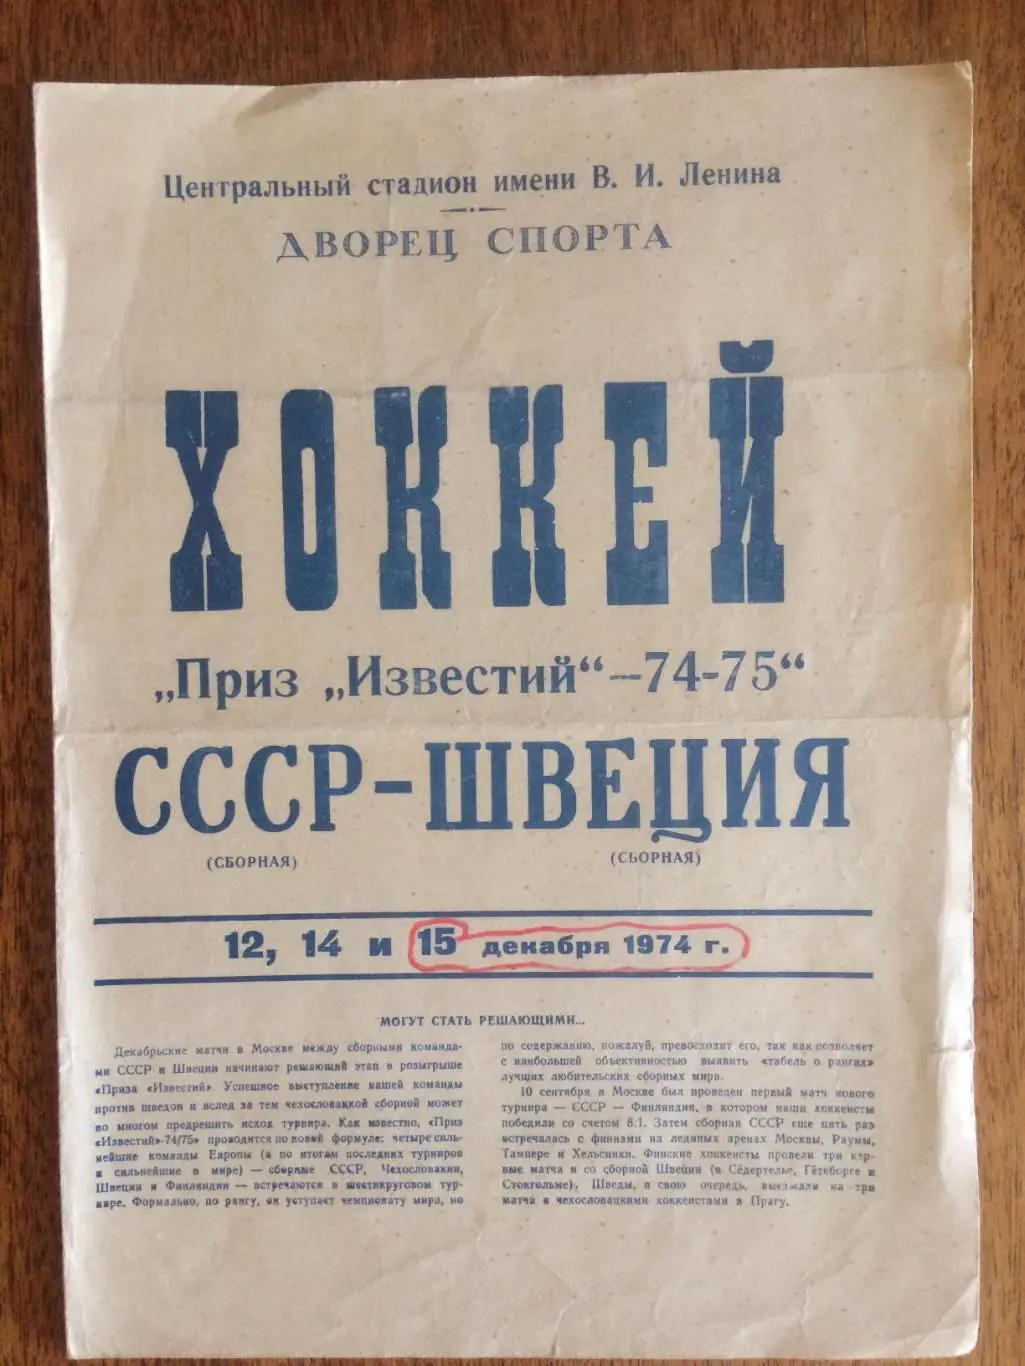 Центральный стадион имени В. И. Ленина
ДВОРЕЦ СПОРТА
ХОККЕЙ
„Приз „Известий“–74-75“
СССР-ШВЕЦИЯ
(СБОРНАЯ) (СЬОРНАЯ)
12, 14 и 15 декабря 1974 г.
МОГУТ СТАТЬ РЕШАЮЩИМИ...
Декабрьские матчи в Москве между сборными команда-
ми СССР и Швеции начинают решающий этап в розыгрыше
«Приза «Известий». Успешное выступление нашей команды
против шведов и вслед за тем чехословацкой сборной может
во многом предрешить исход турнира. Как известно, «Приз
«Известий»-74/75» проводится по новой формуле: четыре силь-
нейшие команды Европы (а по итогам последних турниров
и сильнейшие в мире) — сборные СССР, Чехословакии,
Швеции и Финляндии — встречаются в шестикруговом тур-
нире. Формально, по рангу, он уступает чемпионату мира, но
по содержанию, пожалуй, превосходит его, так как позволяет
с наибольшей объективностью выявить «табель о рангах»
лучших любительских сборных мира.
10 сентября в Москве был проведен первый матч нового
турнира — СССР — Финляндия, в котором наши хоккеисты
победили со счетом 8:1. Затем сборная СССР еще пять раз
встречалась с финнами на ледяных аренах Москвы, Раумы,
Тампере и Хельсинки. Финские хоккеисты провели три пер-
вые матча и со сборной Швеции (в Сёдертелье, Гётеборге и
Стокгольме). Шведы, в свою очередь, выезжали на три
матча с чехословацкими хоккеистами в Прагу.